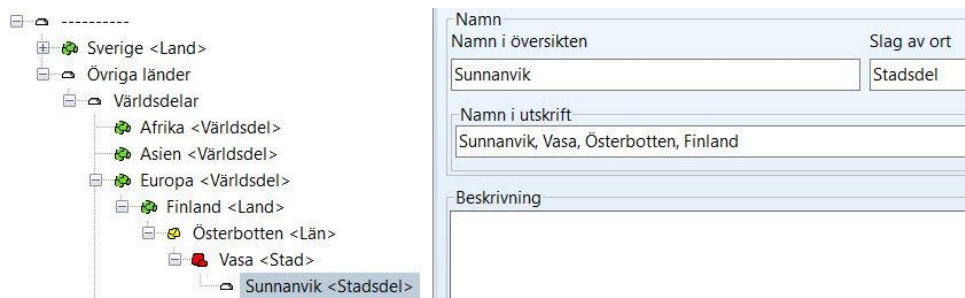 ----------
Sverige <Land>
Övriga länder
Världsdelar
Afrika <Världsdel>
Asien <Världsdel>
Europa <Världsdel>
Finland <Land>
Österbotten <Län>
Vasa <Stad>
Sunnanvik <Stadsdel>
Namn
Namn i översikten
Slag av ort
Sunnanvik
Stadsdel
Namn i utskrift
Sunnanvik, Vasa, Österbotten, Finland
Beskrivning